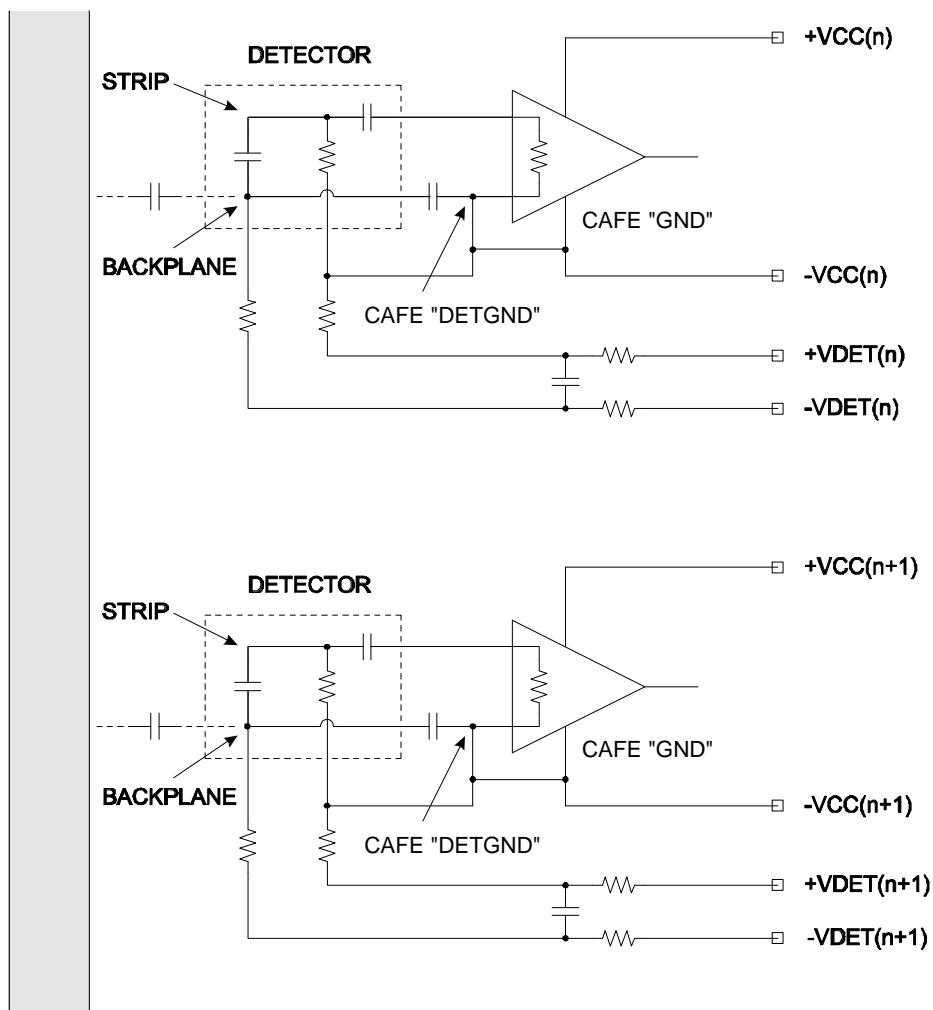 +VCC(n)
DETECTOR
STRIP
CAFE "GND"
BACKPLANE
-VCC(n)
CAFE "DETGND"
+VDET(n)
-VDET(n)
+VCC(n+1)
DETECTOR
STRIP
CAFE "GND"
BACKPLANE
-VCC(n+1)
CAFE "DETGND"
+VDET(n+1)
-VDET(n+1)